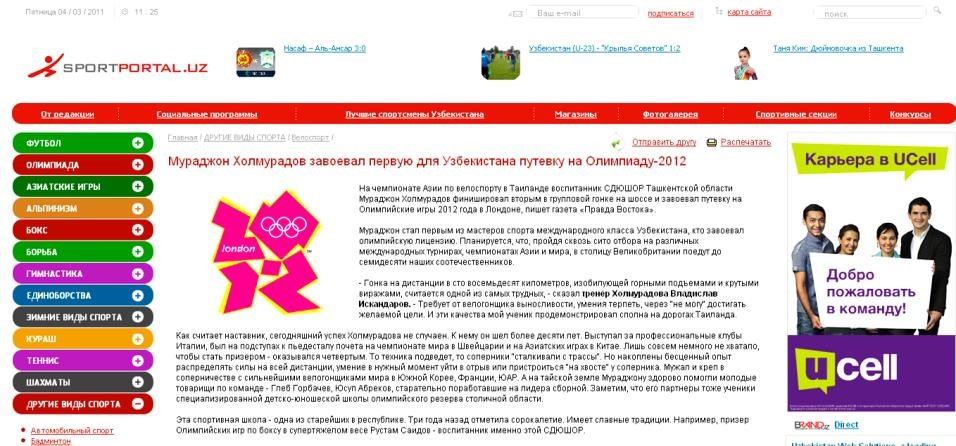 Пятница 04 / 03 / 2011
11 : 25
Ваш e-mail
подписаться
карта сайта
поиск
SPORTPORTAL.UZ
Насаф – Аль-Ансар 3:0
Узбекистан (U-23) - "Крылья Советов" 1:2
Таня Ким: Дюймовочка из Ташкента
От редакции
Социальные программы
Лучшие спортсмены Узбекистана
Магазины
Фотогалерея
Спортивные секции
Конкурсы
ФУТБОЛ
ОЛИМПИАДА
АЗИАТСКИЕ ИГРЫ
АЛЬПИНИЗМ
БОКС
БОРЬБА
ГИМНАСТИКА
ЕДИНОБОРСТВА
ЗИМНИЕ ВИДЫ СПОРТА
КУРАШ
ТЕННИС
ШАХМАТЫ
ДРУГИЕ ВИДЫ СПОРТА
Автомобильный спорт
Бадминтон
Главная / ДРУГИЕ ВИДЫ СПОРТА / Велоспорт /
Отправить другу
Распечатать
Мураджон Холмурадов завоевал первую для Узбекистана путевку на Олимпиаду-2012
london
На чемпионате Азии по велоспорту в Таиланде воспитанник СДЮШОР Ташкентской области
Мураджон Холмурадов финишировал вторым в групповой гонке на шоссе и завоевал путевку на
Олимпийские игры 2012 года в Лондоне, пишет газета «Правда Востока».
Мураджон стал первым из мастеров спорта международного класса Узбекистана, кто завоевал
олимпийскую лицензию. Планируется, что, пройдя сквозь сито отбора на различных
международных турнирах, чемпионатах Азии и мира, в столицу Великобритании поедут до
семидесяти наших соотечественников.
- Гонка на дистанции в сто восемьдесят километров, изобилующей горными подъемами и крутыми
виражами, считается одной из самых трудных, - сказал тренер Холмурадова Владислав
Искандаров. - Требует от велогонщика выносливости, умения терпеть, через "не могу" достигать
желаемой цели. И эти качества мой ученик продемонстрировал сполна на дорогах Таиланда.
Как считает наставник, сегодняшний успех Холмурадова не случаен. К нему он шел более десяти лет. Выступал за профессиональные клубы
Италии, был на подступах к пьедесталу почета на чемпионате мира в Швейцарии и на Азиатских играх в Китае. Лишь совсем немного не хватало,
чтобы стать призером - оказывался четвертым. То техника подведет, то соперники "сталкивали с трассы". Но накоплены бесценный опыт
распределять силы на всей дистанции, умение в нужный момент уйти в отрыв или пристроиться "на хвосте" у соперника. Мужал и креп в
соперничестве с сильнейшими велогонщиками мира в Южной Корее, Франции, ЮАР. А на тайской земле Мураджону здорово помогли молодые
товарищи по команде - Глеб Горбачев, Юсуп Абреков, старательно поработавшие на лидера сборной. Заметим, что его партнеры тоже ученики
специализированной детско-юношеской школы олимпийского резерва столичной области.
Эта спортивная школа - одна из старейших в республике. Три года назад отметила сорокалетие. Имеет славные традиции. Например, призер
Олимпийских игр по боксу в супертяжелом весе Рустам Саидов - воспитанник именно этой СДЮШОР.
Карьера в UCell
Добро
пожаловать
в команду!
ucell
BRAND.UZ Direct
Uzbekistan Web Solutions - a leading